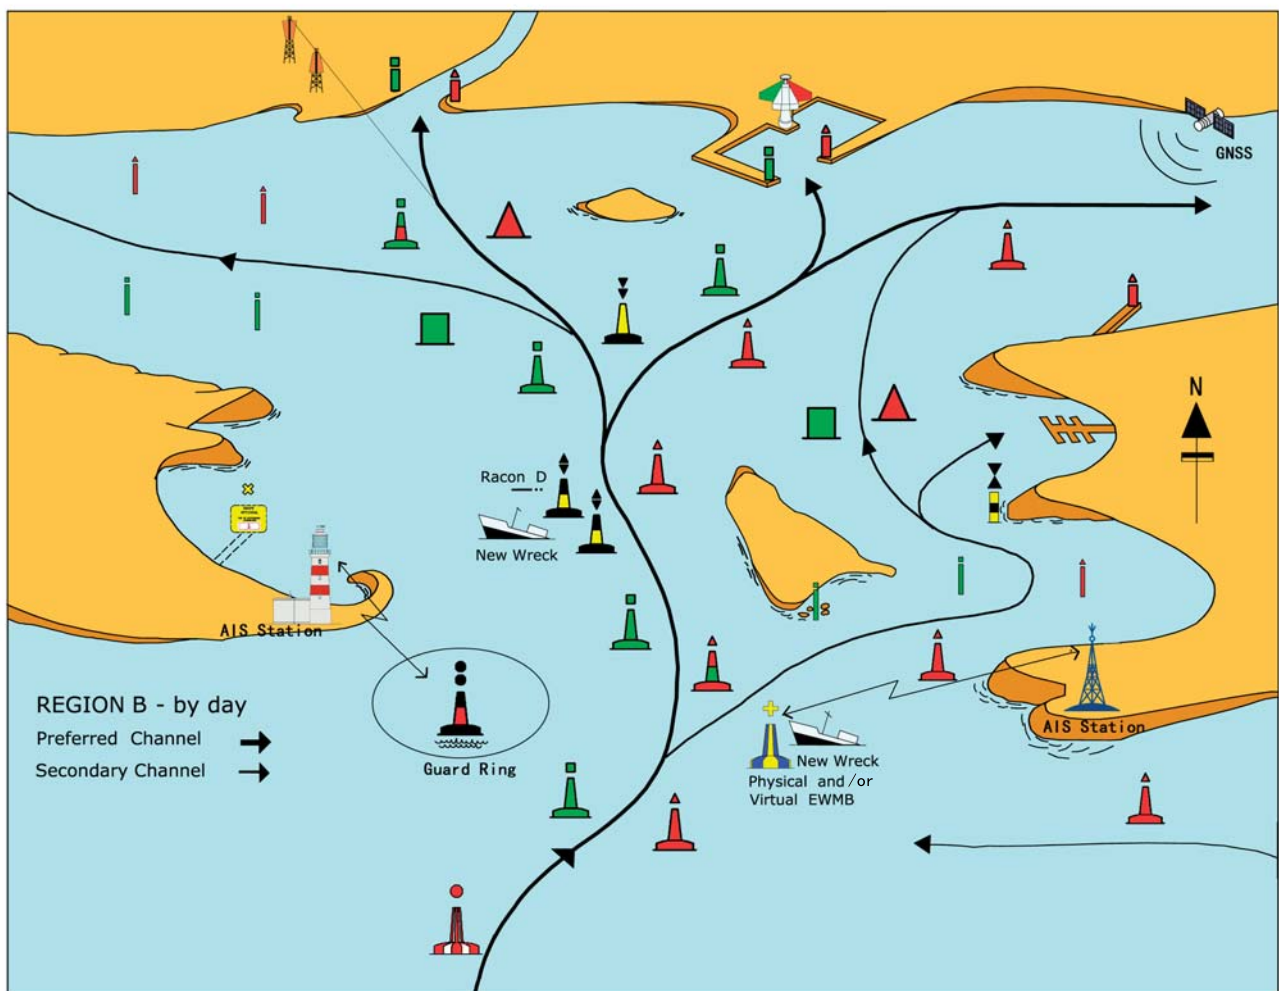 GNSS
N
Racon D
New Wreck
AIS Station
REGION B - by day
Preferred Channel
Secondary Channel
Guard Ring
AIS Station
New Wreck
Physical and/or
Virtual EWMB